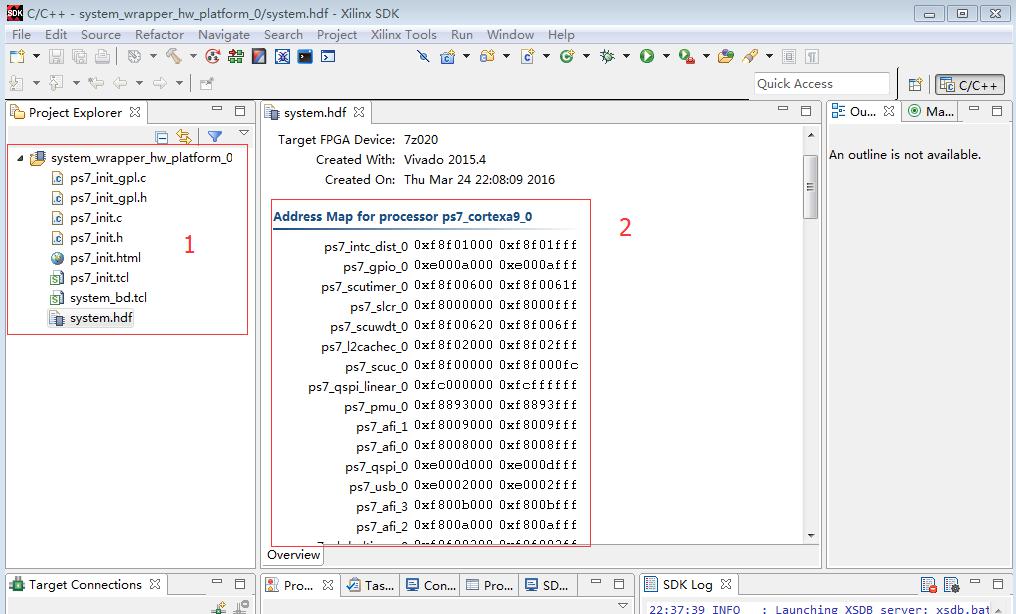 C/C++ - system_wrapper_hw_platform_0/system.hdf - Xilinx SDK
File Edit Source Refactor Navigate Search Project Xilinx Tools Run Window Help
Quick Access
C/C++
Project Explorer
system_wrapper_hw_platform_0
ps7_init_gpl.c
ps7_init_gpl.h
ps7_init.c
ps7_init.h
ps7_init.html
ps7_init.tcl
system_bd.tcl
system.hdf
1
system.hdf
Target FPGA Device: 7z020
Created With: Vivado 2015.4
Created On: Thu Mar 24 22:08:09 2016
Address Map for processor ps7_cortexa9_0
ps7_intc_dist_0 0xf8f01000 0xf8f01fff
ps7_gpio_0 0xe000a000 0xe000afff
ps7_scutimer_0 0xf8f00600 0xf8f0061f
ps7_slcr_0 0xf8000000 0xf8000fff
ps7_scuwdt_0 0xf8f00620 0xf8f006ff
ps7_l2cachec_0 0xf8f02000 0xf8f02fff
ps7_scuc_0 0xf8f00000 0xf8f000fc
ps7_qspi_linear_0 0xfc000000 0xfcffffff
ps7_pmu_0 0xf8893000 0xf8893fff
ps7_afi_1 0xf8009000 0xf8009fff
ps7_afi_0 0xf8008000 0xf8008fff
ps7_qspi_0 0xe000d000 0xe000dfff
ps7_usb_0 0xe0002000 0xe0002fff
ps7_afi_3 0xf800b000 0xf800bfff
ps7_afi_2 0xf800a000 0xf800afff
2
Overview
Ou...
Ma...
An outline is not available.
Target Connections
Pro...
Tas...
Con...
Pro...
SD...
SDK Log
22:37:39 INFO : Launching XSDB server: xsdb.bat